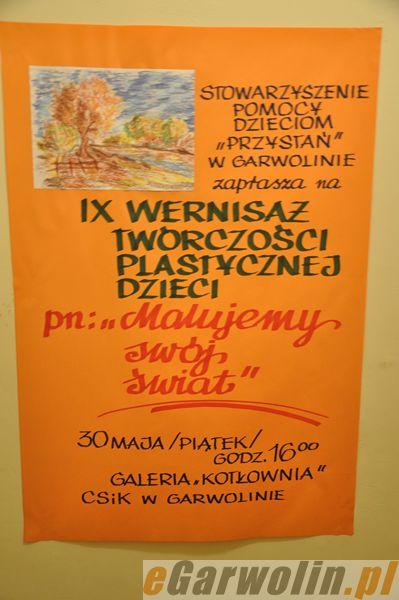 STOWARZYSZENIE
POMOCY
DZIECIOM
„PRZYSTAŃ"
W GARWOLINIE
zaprasza na
IX WERNISAŻ
TWÓRCZOŚCI
PLASTYCZNEJ
DZIECI
pn: „Malujemy
swój
świat"
30 MAJA /PIĄTEK/
GODZ. 16 00
GALERIA „KOTŁOWNIA"
CSiK W GARWOLINIE
eGarwolin.pl